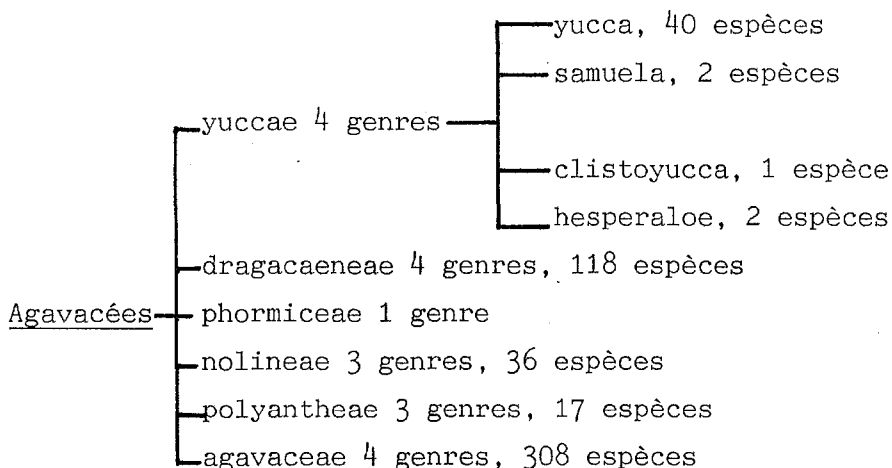 yucca, 40 espèces
samuela, 2 espèces
yuccae 4 genres
clistoyucca, 1 espèce
hesperaloe, 2 espèces
dragacaeneae 4 genres, 118 espèces
Agavacées phormiceae 1 genre
nolineae 3 genres, 36 espèces
polyantheae 3 genres, 17 espèces
agavaceae 4 genres, 308 espèces